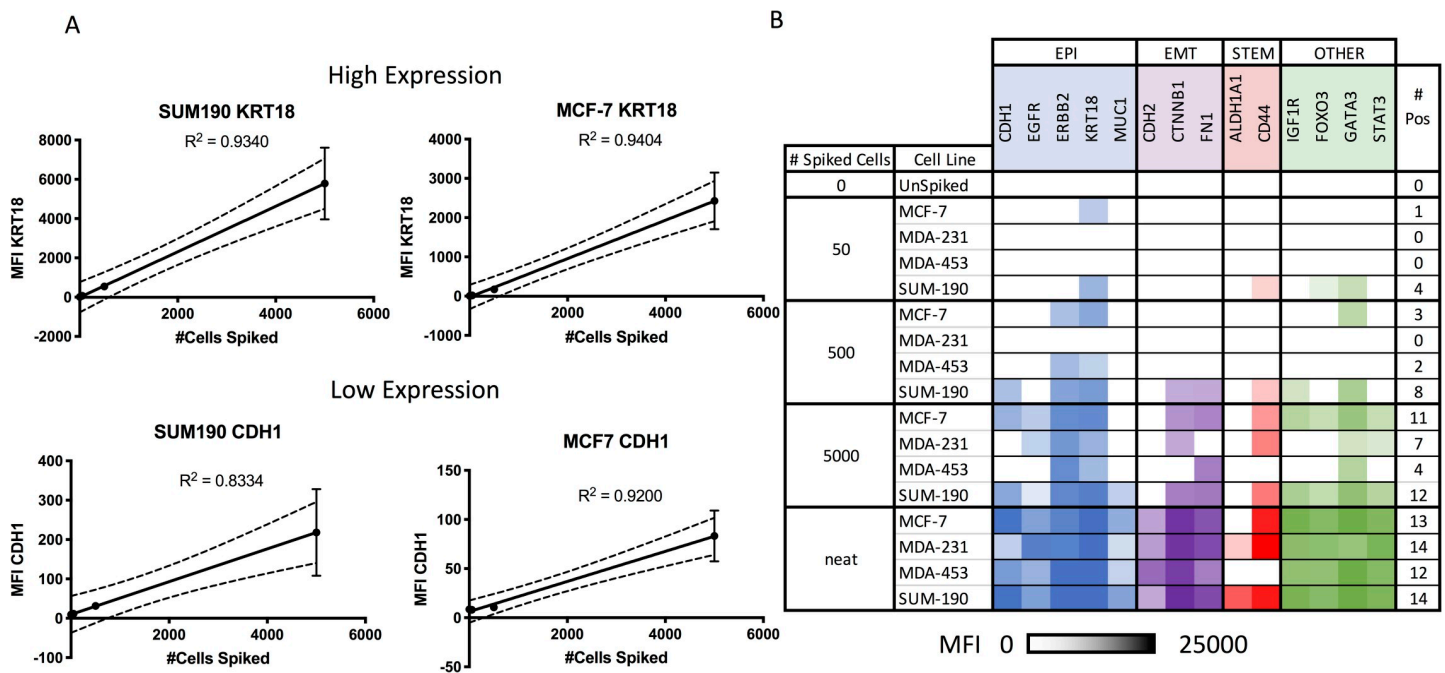 A
High Expression
SUM190 KRT18
R² = 0.9340
8000
6000
4000
2000
0
-2000
2000
4000
6000
MFI KRT18
#Cells Spiked
MCF-7 KRT18
R² = 0.9404
4000
3000
2000
1000
0
-1000
2000
4000
6000
MFI KRT18
#Cells Spiked
Low Expression
SUM190 CDH1
R² = 0.8334
400
300
200
100
0
-100
2000
4000
6000
MFI CDH1
#Cells Spiked
MCF7 CDH1
R² = 0.9200
150
100
50
0
-50
2000
4000
6000
MFI CDH1
#Cells Spiked
B
EPI EMT STEM OTHER
CDH1 EGFR ERBB2 KRT18 MUC1 CDH2 CTNNB1 FN1 ALDH1A1 CD44 IGF1R FOXO3 GATA3 STAT3 # Pos
# Spiked Cells Cell Line
0 UnSpiked 0
50
MCF-7 1
MDA-231 0
MDA-453 0
SUM-190 4
500
MCF-7 3
MDA-231 0
MDA-453 2
SUM-190 8
5000
MCF-7 11
MDA-231 7
MDA-453 4
SUM-190 12
neat
MCF-7 13
MDA-231 14
MDA-453 12
SUM-190 14
MFI 0 25000